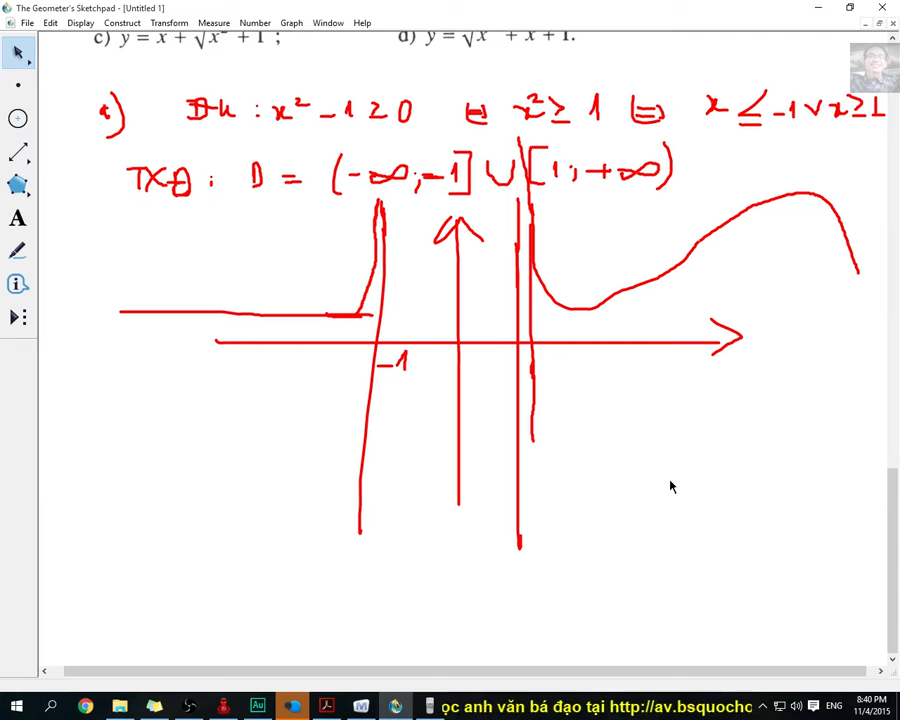 The Geometer's Sketchpad - [Untitled 1]
File Edit Display Construct Transform Measure Number Graph Window Help
c) y = x + √x² + 1 ; d) y = √x² + x + 1.
a) Đk : x² - 1 ≥ 0 ⇔ x² ≥ 1 ⇔ x ≤ -1 ∨ x ≥ 1
TXĐ : D = (-∞ ; -1] ∪ [1 ; +∞)
-1
A
ọc anh văn bá đạo tại http://av.bsquocho
ENG
8:40 PM
11/4/2015